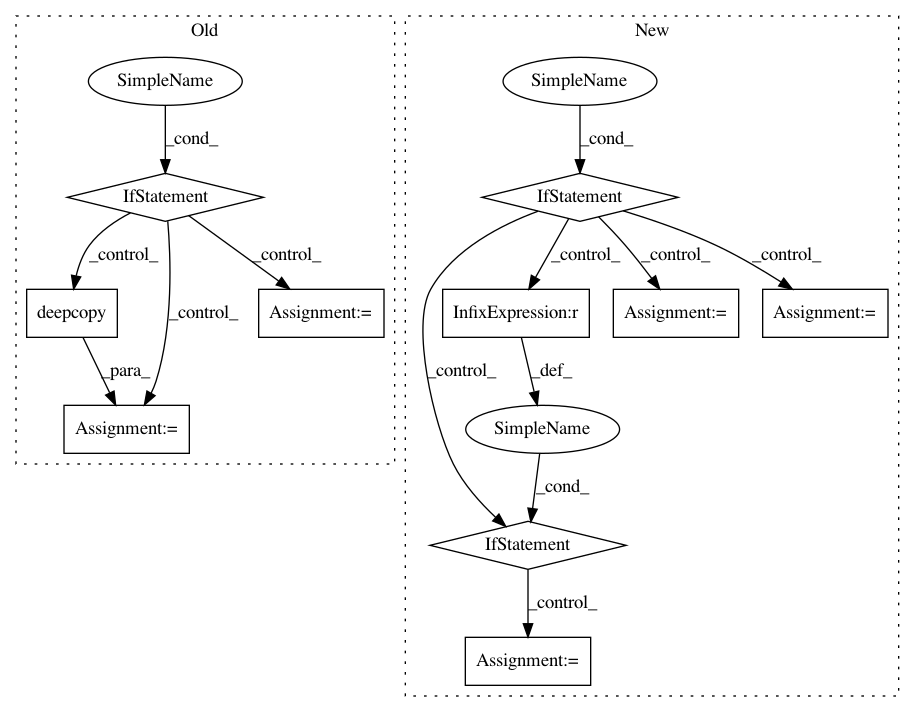 Old
New
SimpleName
SimpleName
_cond_
_cond_
IfStatement
IfStatement
_control_
_control_
_control_
_control_
_control_
deepcopy
_control_
Assignment:=
InfixExpression:r
Assignment:=
Assignment:=
_para_
_control_
_def_
Assignment:=
SimpleName
_cond_
IfStatement
_control_
Assignment:=